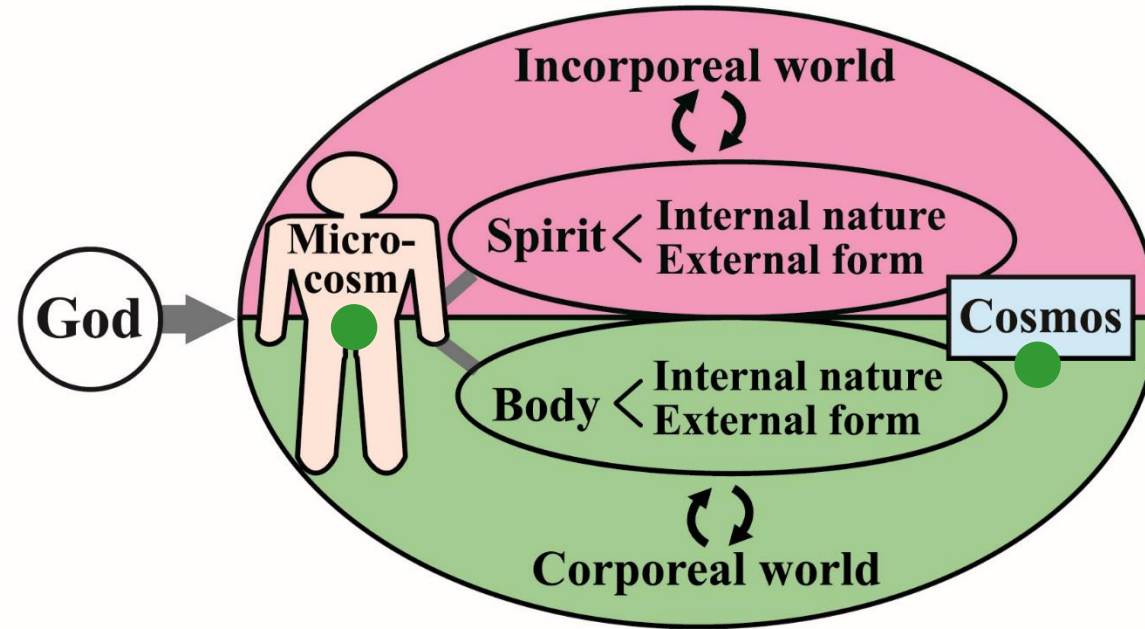 Incorporeal world
Micro-
cosm
Spirit < Internal nature
External form
God
Cosmos
Body < Internal nature
External form
Corporeal world